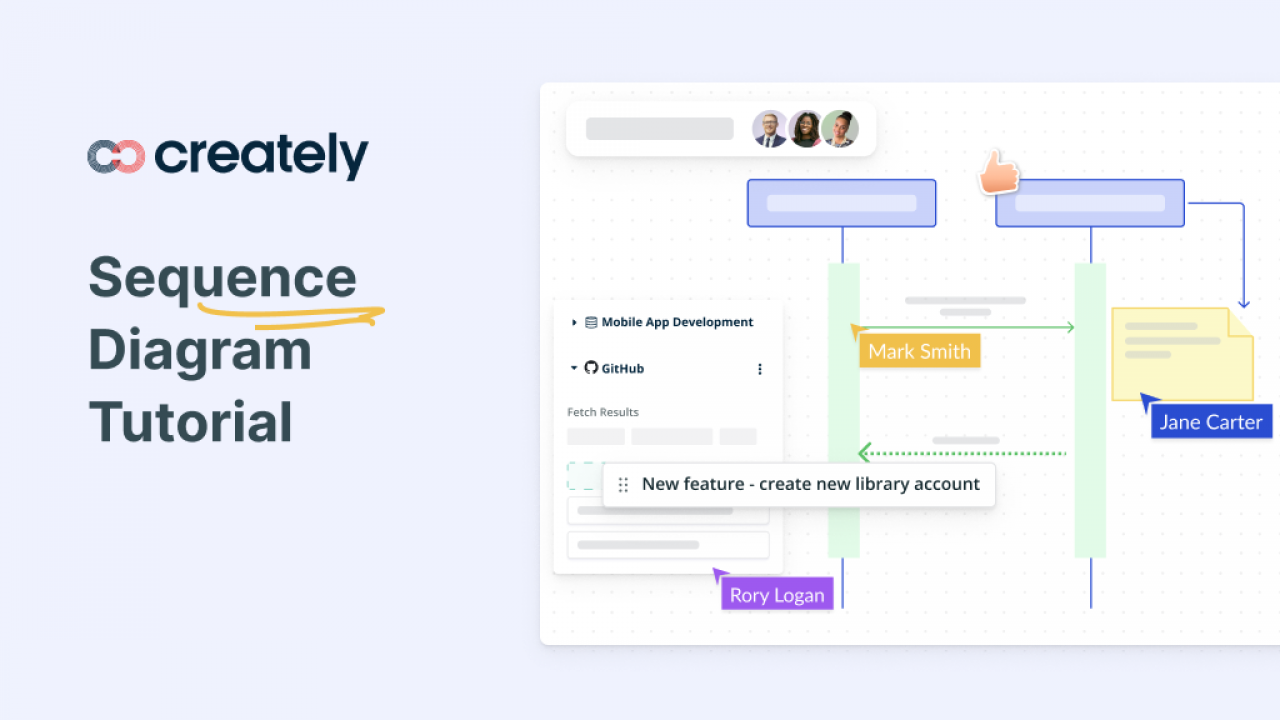 creately
Sequence
Diagram
Tutorial
Mobile App Development
GitHub
Fetch Results
New feature - create new library account
Mark Smith
Jane Carter
Rory Logan